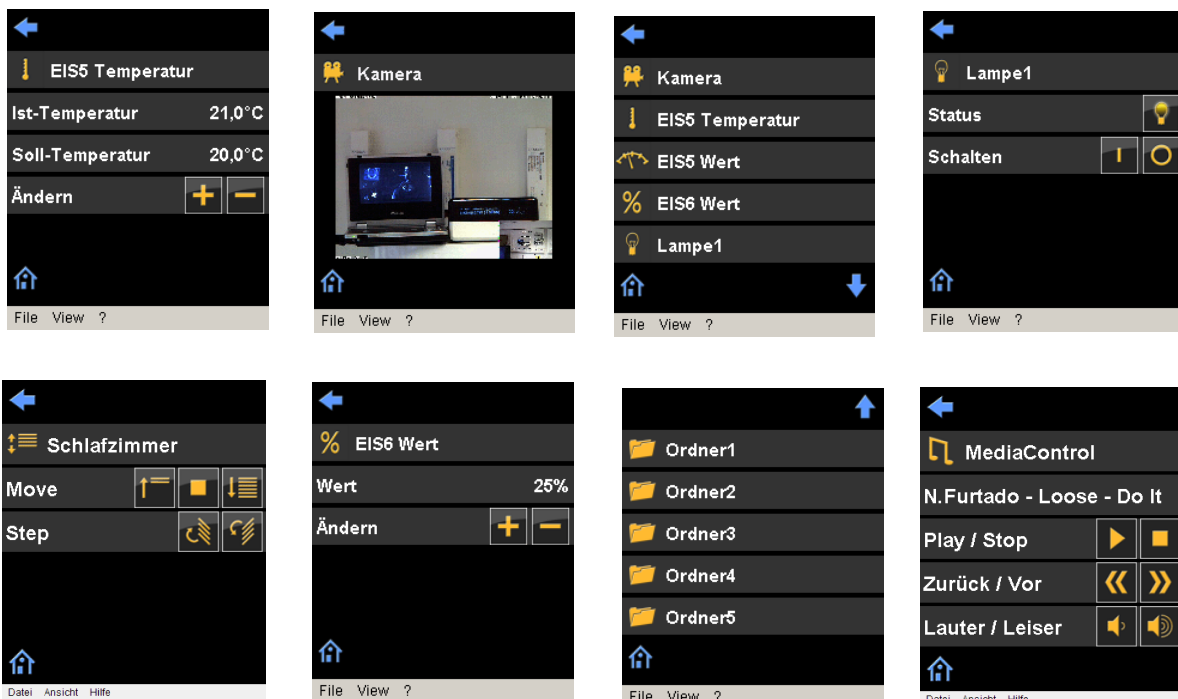 EIS5 Temperatur
Ist-Temperatur 21,0°C
Soll-Temperatur 20,0°C
Ändern
File View ?
Kamera
File View ?
Kamera
EIS5 Temperatur
EIS5 Wert
% EIS6 Wert
Lampe1
File View ?
Lampe1
Status
Schalten
File View ?
Schlafzimmer
Move
Step
Datei Ansicht Hilfe
% EIS6 Wert
Wert 25%
Ändern
File View ?
Ordner1
Ordner2
Ordner3
Ordner4
Ordner5
File View ?
MediaControl
N.Furtado - Loose - Do It
Play / Stop
Zurück / Vor
Lauter / Leiser
Datei Ansicht Hilfe